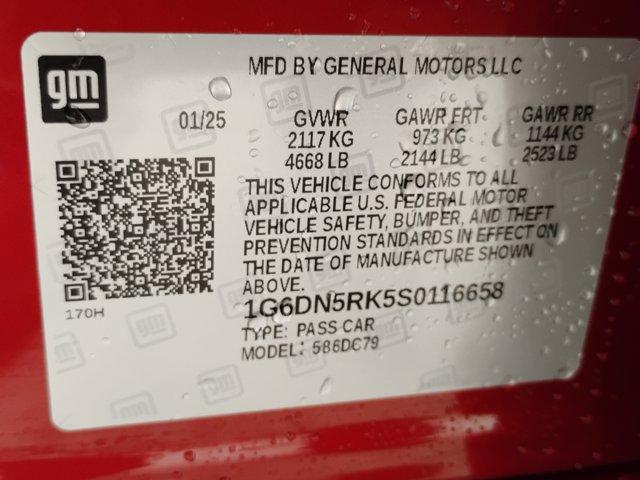 gm
MFD BY GENERAL MOTORS LLC
01/25 GVWR GAWR FRT GAWR RR
2117 KG 973 KG 1144 KG
4668 LB 2144 LB 2523 LB
THIS VEHICLE CONFORMS TO ALL
APPLICABLE U.S. FEDERAL MOTOR
VEHICLE SAFETY, BUMPER, AND THEFT
PREVENTION STANDARDS IN EFFECT ON
THE DATE OF MANUFACTURE SHOWN
ABOVE.
170H
1G6DN5RK5S0116658
TYPE: PASS CAR
MODEL: 5B6DC79